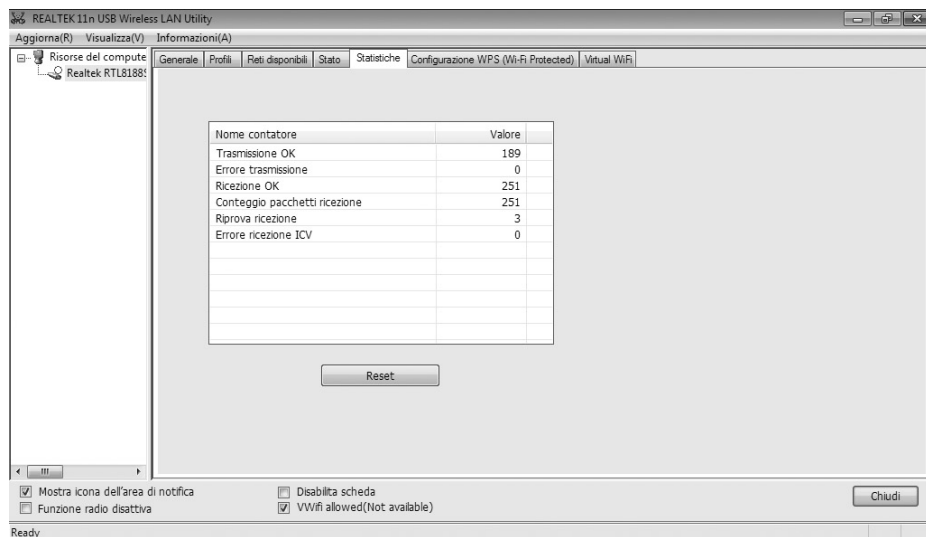 REALTEK 11n USB Wireless LAN Utility
Aggiorna(R) Visualizza(V) Informazioni(A)
Risorse del compute
Realtek RTL8188S
Generale Profili Reti disponibili Stato Statistiche Configurazione WPS (Wi-Fi Protected) Virtual WiFi
Nome contatore Valore
Trasmissione OK 189
Errore trasmissione 0
Ricezione OK 251
Conteggio pacchetti ricezione 251
Riprova ricezione 3
Errore ricezione ICV 0
Reset
Mostra icona dell'area di notifica
Disabilita scheda
Chiudi
Funzione radio disattiva
VWifi allowed(Not available)
Ready